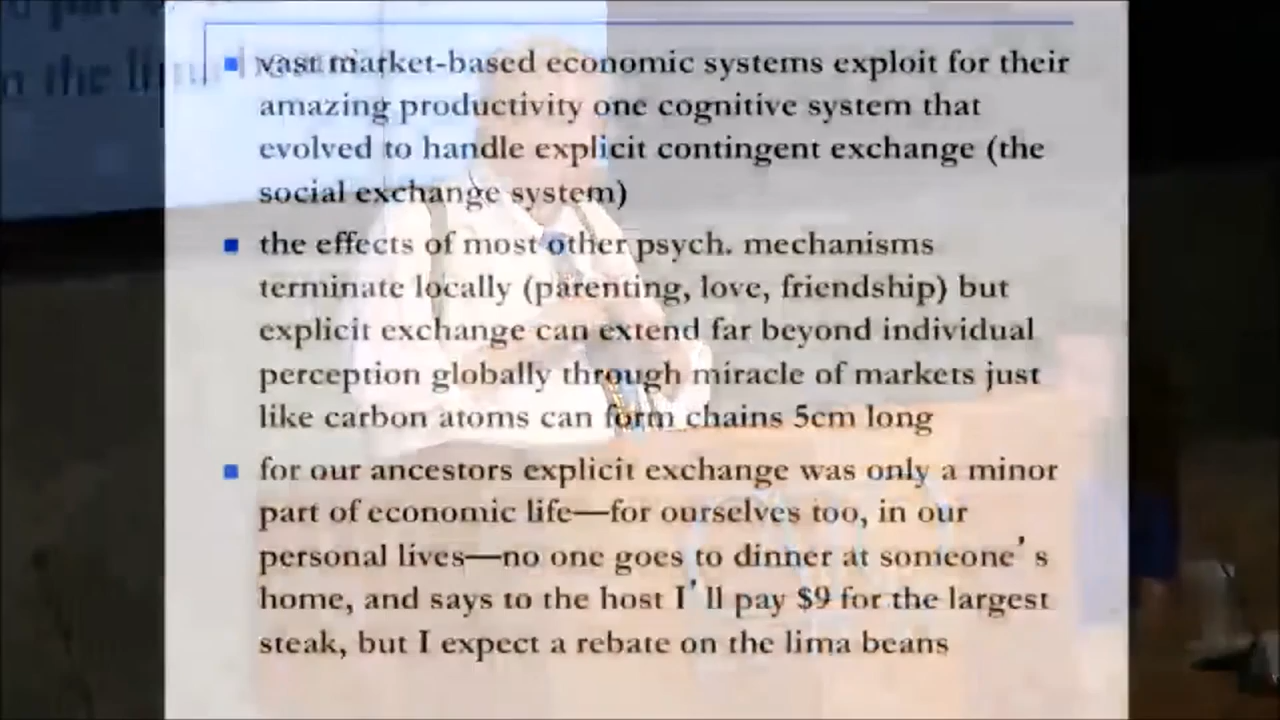 vast market-based economic systems exploit for their
amazing productivity one cognitive system that
evolved to handle explicit contingent exchange (the
social exchange system)
the effects of most other psych. mechanisms
terminate locally (parenting, love, friendship) but
explicit exchange can extend far beyond individual
perception globally through miracle of markets just
like carbon atoms can form chains 5cm long
for our ancestors explicit exchange was only a minor
part of economic life—for ourselves too, in our
personal lives—no one goes to dinner at someone's
home, and says to the host I'll pay $9 for the largest
steak, but I expect a rebate on the lima beans